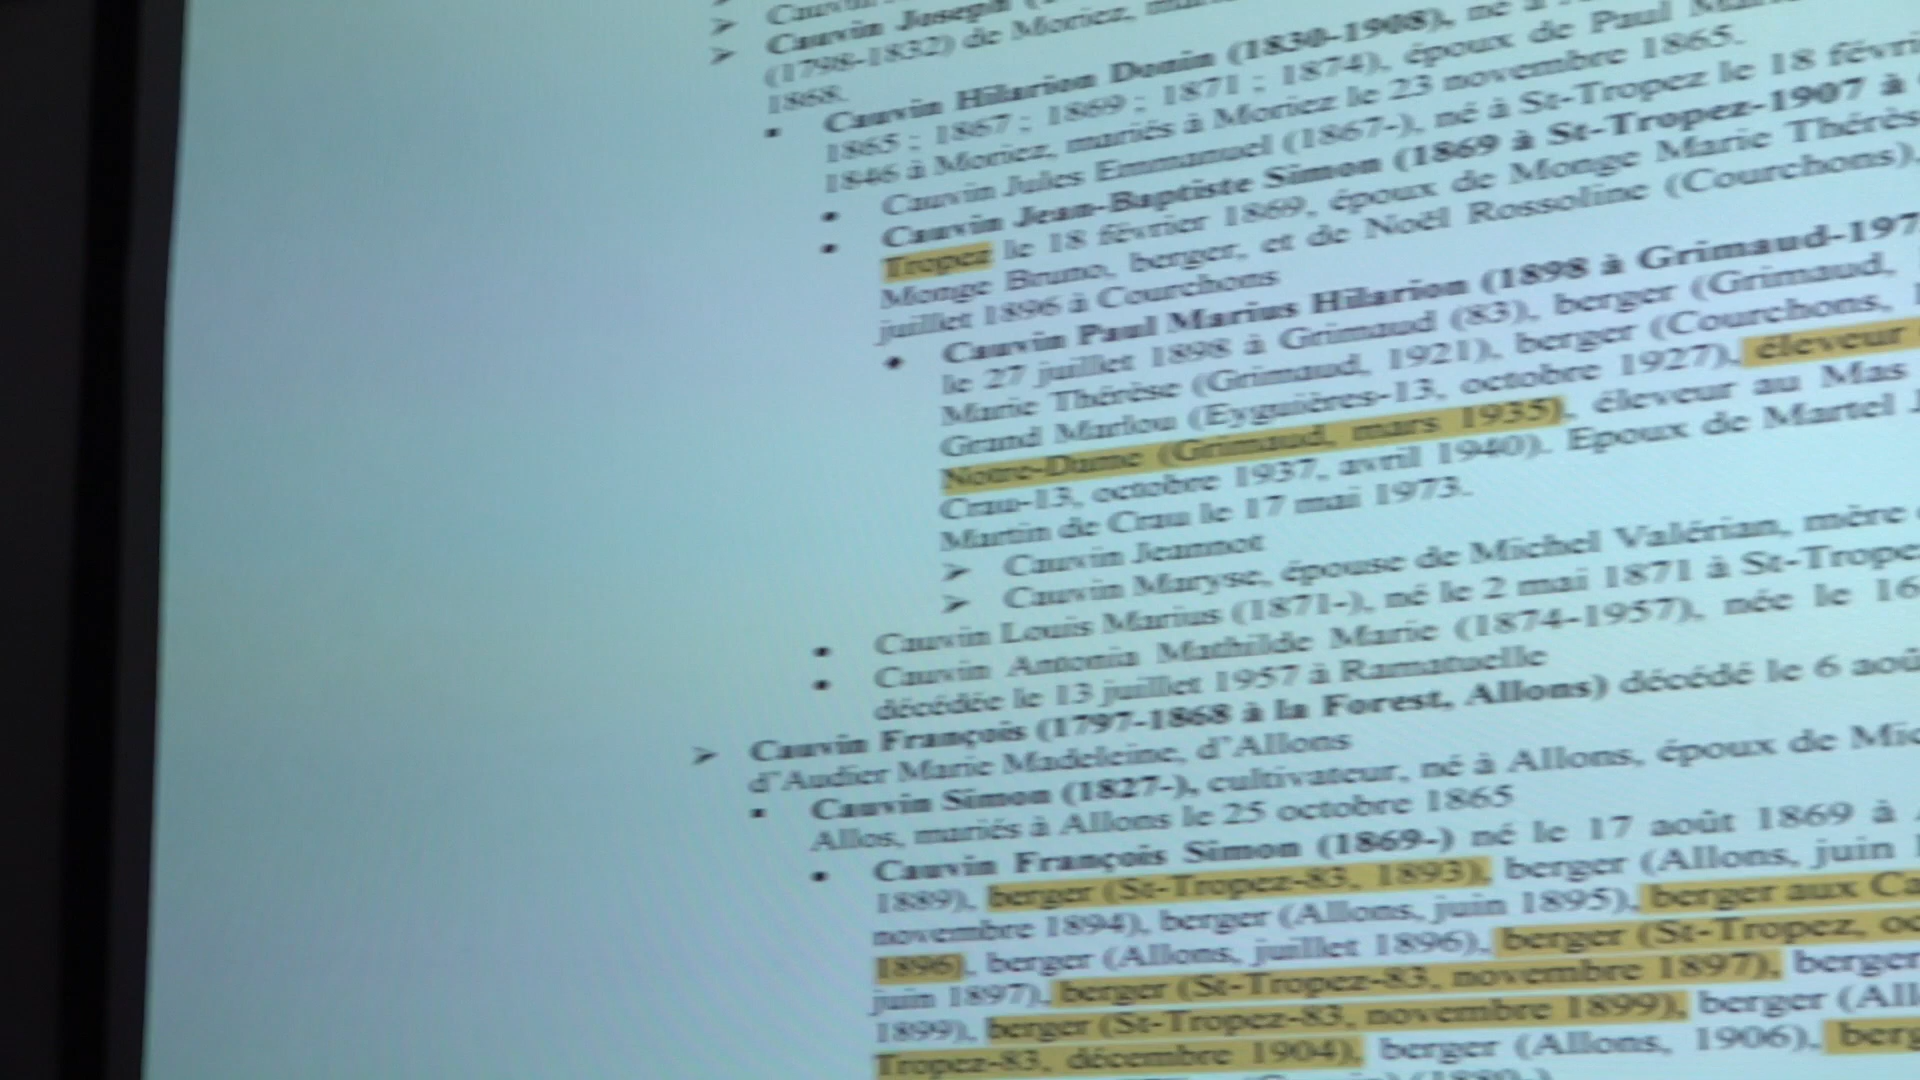 Cauvin
➢ Cauvin Joseph
(1798-1832) de Moriez,
1868.
▪ Cauvin Hilarion Donin (1830-1908), né à
1865 ; 1867 ; 1869 ; 1871 ; 1874), époux de Paul
1846 à Moriez, mariés à Moriez le 23 novembre 1865.
• Cauvin Jules Emmanuel (1867-), né à St-Tropez le 18 févri
• Cauvin Jean-Baptiste Simon (1869 à St-Tropez-1907 à
Tropez le 18 février 1869, époux de Monge Marie Thérès
Monge Bruno, berger, et de Noël Rossoline (Courchons),
juillet 1896 à Courchons
• Cauvin Paul Marius Hilarion (1898 à Grimaud-197
le 27 juillet 1898 à Grimaud (83), berger (Grimaud,
Marie Thérèse (Grimaud, 1921), berger (Courchons,
Grand Marlou (Eyguières-13, octobre 1927), éleveur
Notre-Dame (Grimaud, mars 1935), éleveur au Mas
Crau-13, octobre 1937, avril 1940). Epoux de Martel
Martin de Crau le 17 mai 1973.
➢ Cauvin Jeannot
➢ Cauvin Maryse, épouse de Michel Valérian, mère
• Cauvin Louis Marius (1871-), né le 2 mai 1871 à St-Trope
• Cauvin Antonia Mathilde Marie (1874-1957), née le 16
décédée le 13 juillet 1957 à Ramatuelle
➢ Cauvin François (1797-1868 à la Forest, Allons) décédé le 6 aoû
d'Audier Marie Madeleine, d'Allons
▪ Cauvin Simon (1827-), cultivateur, né à Allons, époux de Mic
Allos, mariés à Allons le 25 octobre 1865
• Cauvin François Simon (1869-) né le 17 août 1869 à
1889), berger (St-Tropez-83, 1893), berger (Allons, juin
novembre 1894), berger (Allons, juin 1895), berger aux Ca
1896), berger (Allons, juillet 1896), berger (St-Tropez, oc
juin 1897), berger (St-Tropez-83, novembre 1897), berger
1899), berger (St-Tropez-83, novembre 1899), berger (All
Tropez-83, décembre 1904), berger (Allons, 1906), berg